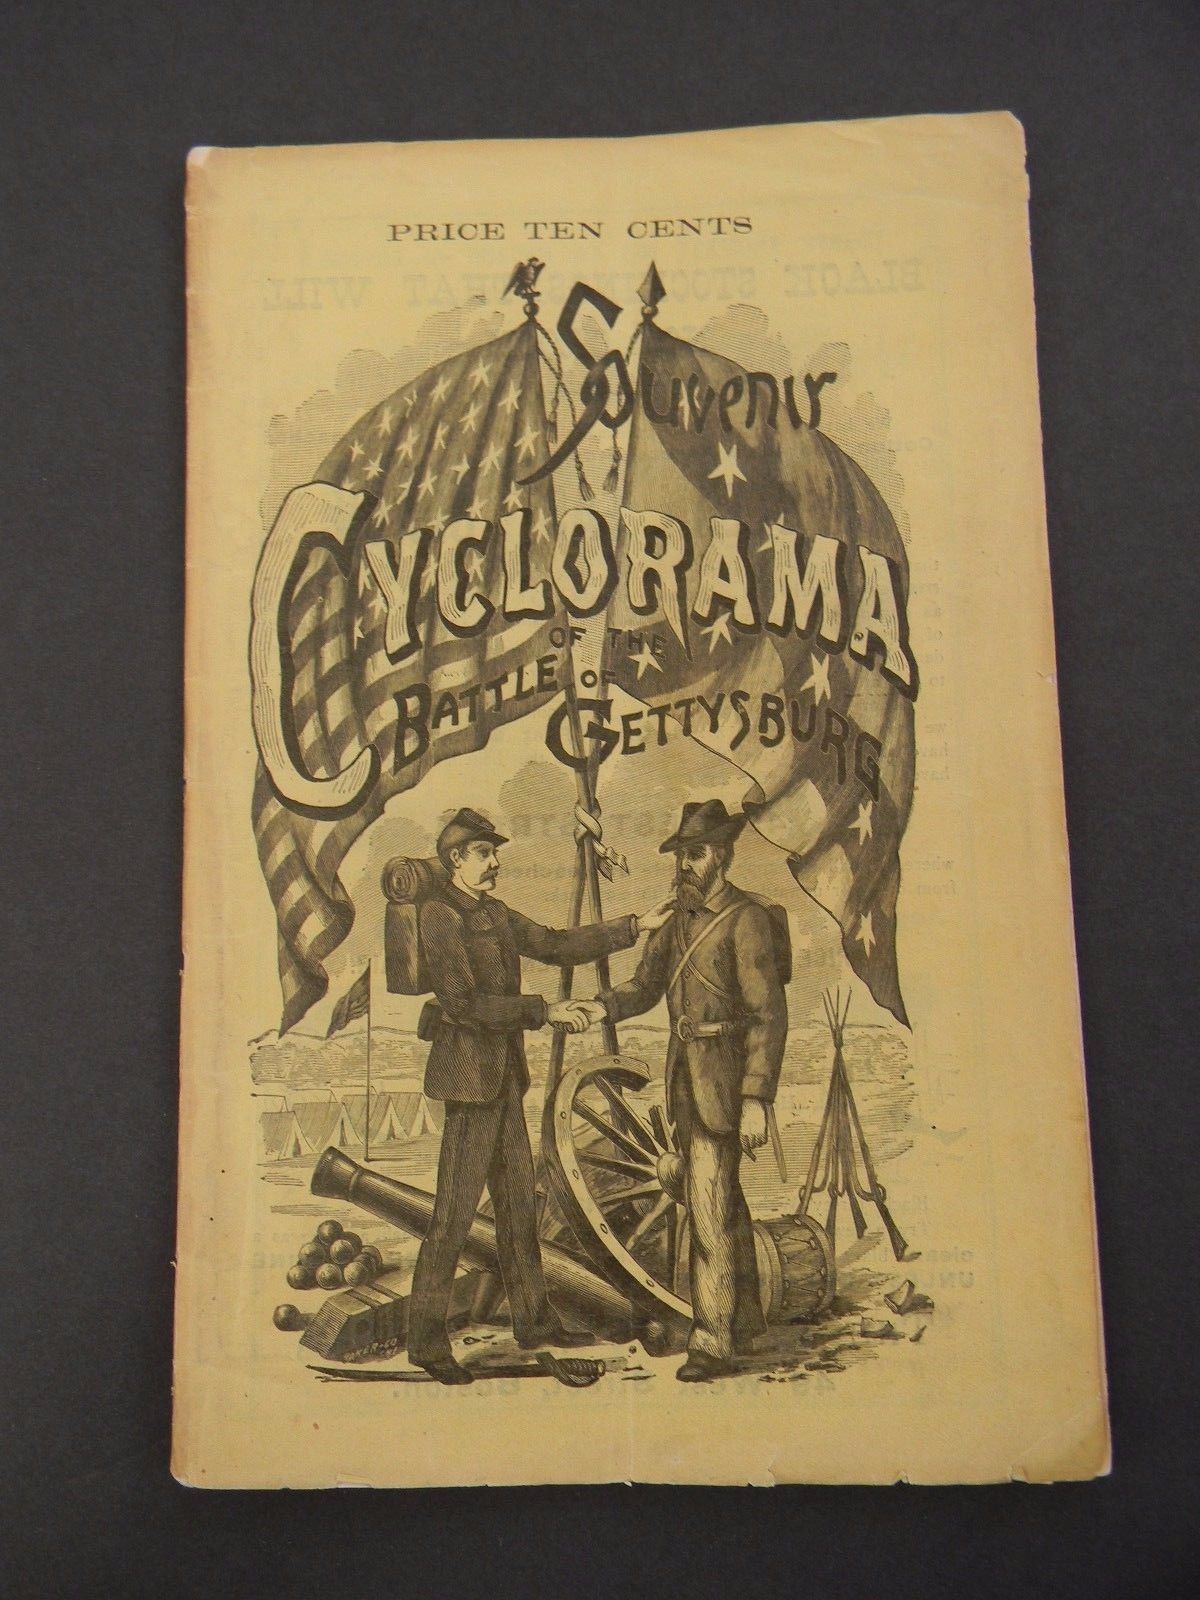 PRICE TEN CENTS
Souvenir
CYCLORAMA
OF THE
BATTLE OF
GETTYSBURG